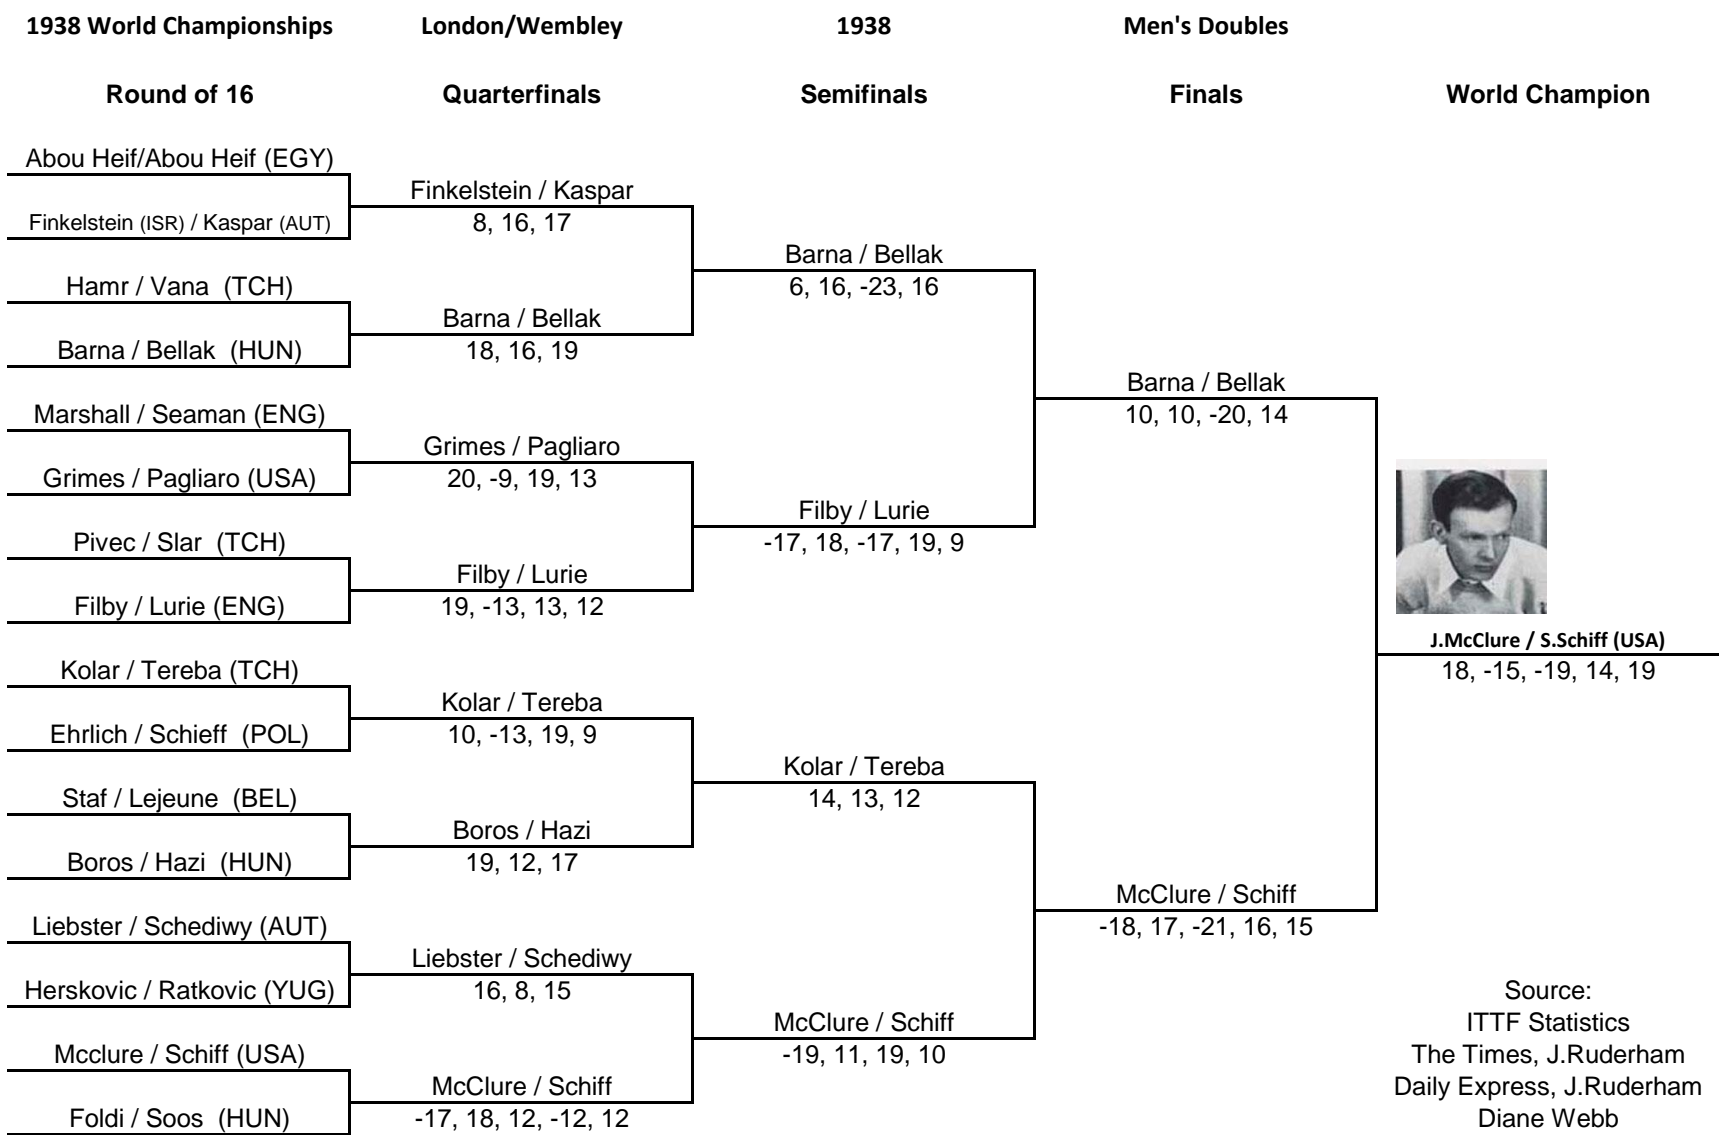 1938 World Championships London/Wembley 1938 Men's Doubles
Round of 16 Quarterfinals Semifinals Finals World Champion
Abou Heif/Abou Heif (EGY)
Finkelstein / Kaspar
Finkelstein (ISR) / Kaspar (AUT)
8, 16, 17
Barna / Bellak
Hamr / Vana (TCH)
6, 16, -23, 16
Barna / Bellak
Barna / Bellak (HUN)
18, 16, 19
Barna / Bellak
Marshall / Seaman (ENG)
10, 10, -20, 14
Grimes / Pagliaro
Grimes / Pagliaro (USA)
20, -9, 19, 13
Filby / Lurie
Pivec / Slar (TCH)
-17, 18, -17, 19, 9
Filby / Lurie
Filby / Lurie (ENG)
19, -13, 13, 12
J.McClure / S.Schiff (USA)
Kolar / Tereba (TCH)
18, -15, -19, 14, 19
Kolar / Tereba
Ehrlich / Schieff (POL)
10, -13, 19, 9
Kolar / Tereba
Staf / Lejeune (BEL)
14, 13, 12
Boros / Hazi
Boros / Hazi (HUN)
19, 12, 17
McClure / Schiff
Liebster / Schediwy (AUT)
-18, 17, -21, 16, 15
Liebster / Schediwy
Herskovic / Ratkovic (YUG)
16, 8, 15
McClure / Schiff
Mcclure / Schiff (USA)
-19, 11, 19, 10
McClure / Schiff
Foldi / Soos (HUN)
-17, 18, 12, -12, 12
Source:
ITTF Statistics
The Times, J.Ruderham
Daily Express, J.Ruderham
Diane Webb